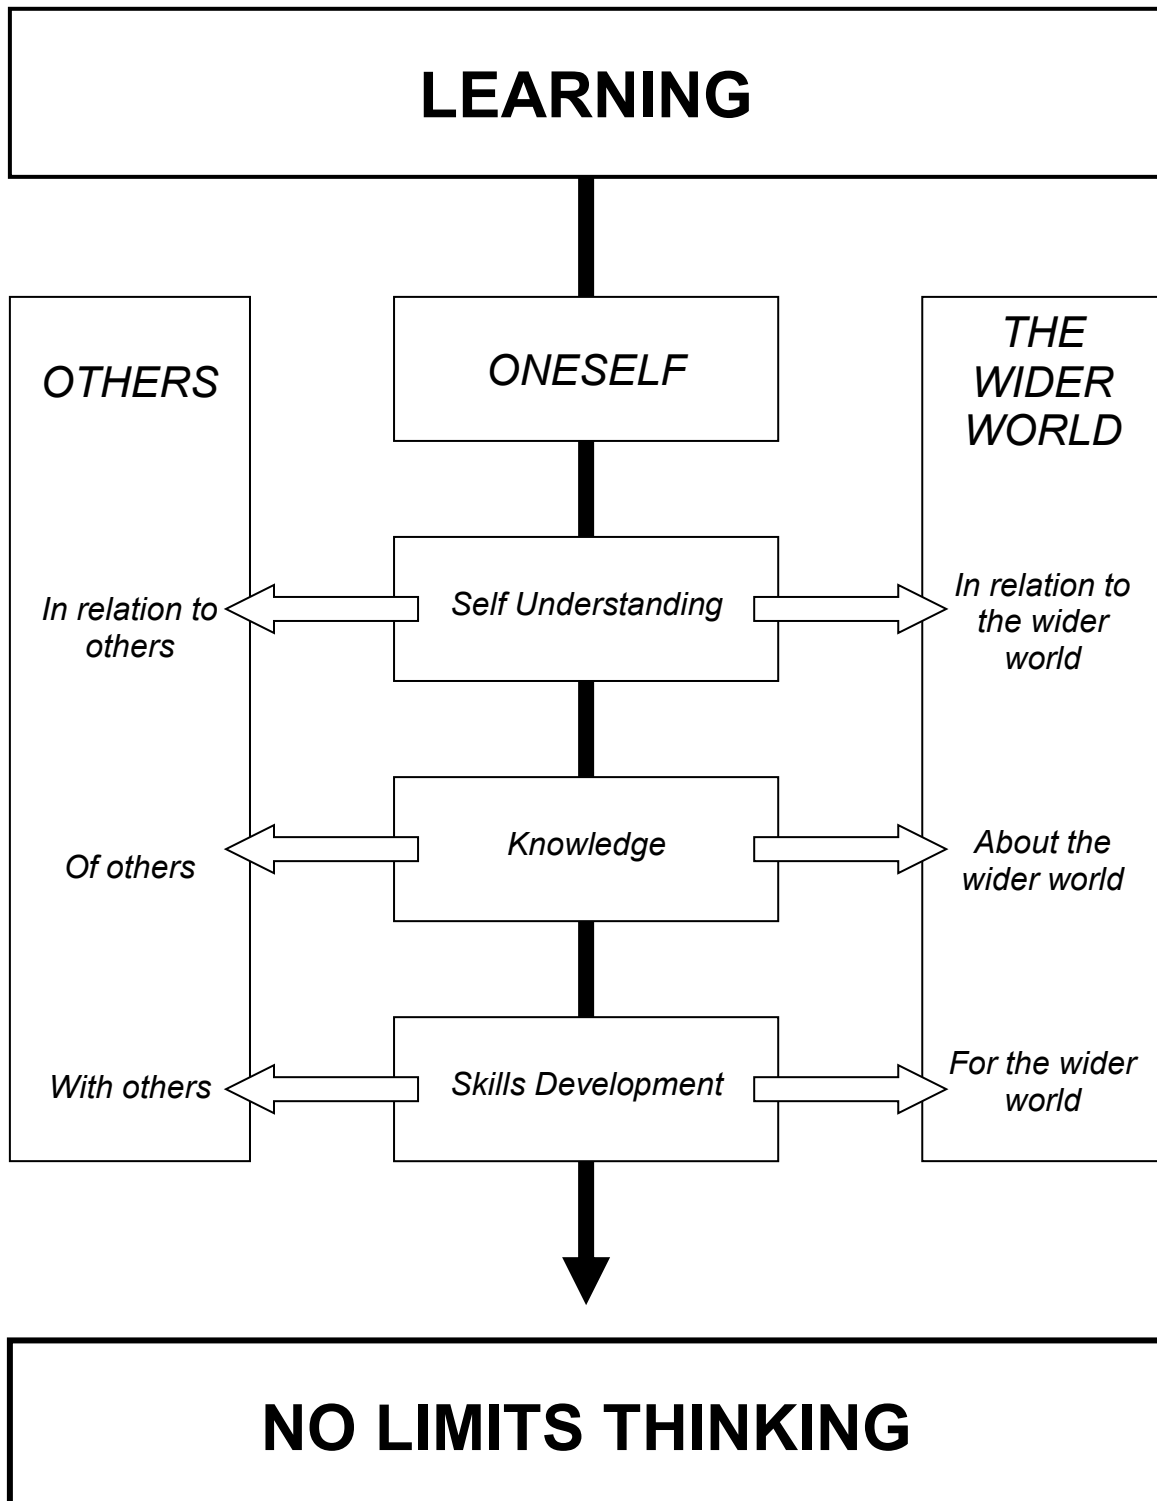 LEARNING
OTHERS
ONESELF
THE
WIDER
WORLD
In relation to
others
Self Understanding
In relation to
the wider
world
Of others
Knowledge
About the
wider world
With others
Skills Development
For the wider
world
NO LIMITS THINKING